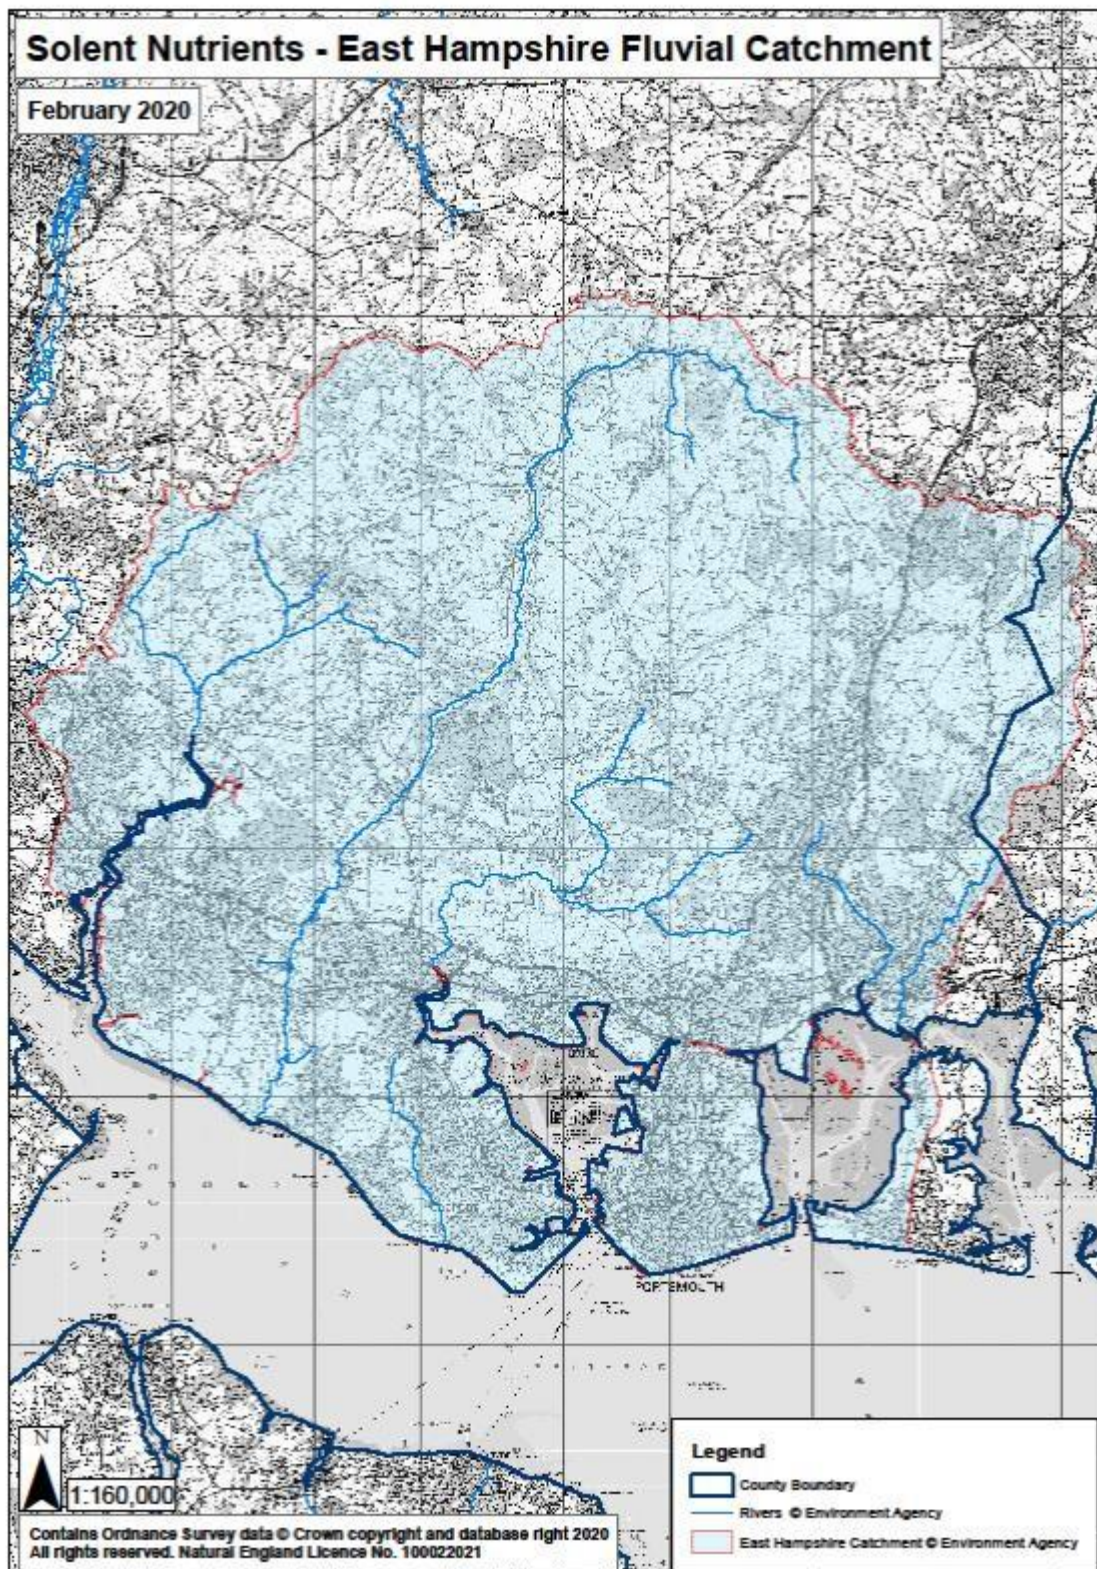 Solent Nutrients - East Hampshire Fluvial Catchment
February 2020
PORTSMOUTH
N
1:160,000
Contains Ordnance Survey data © Crown copyright and database right 2020
All rights reserved. Natural England Licence No. 100022021
Legend
County Boundary
Rivers © Environment Agency
East Hampshire Catchment © Environment Agency